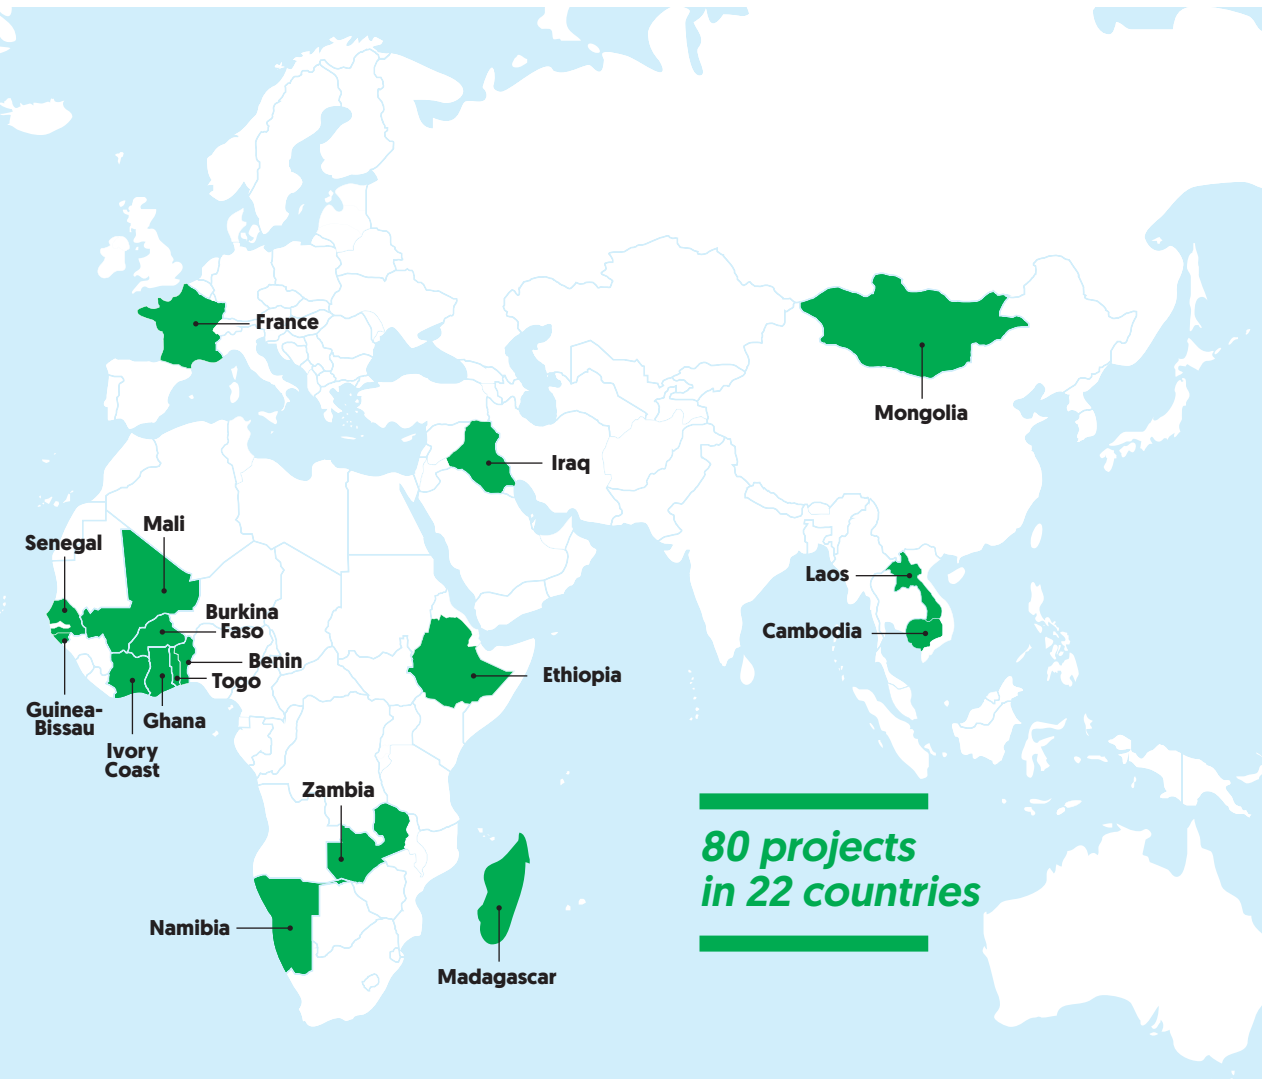 France
Mongolia
Iraq
Mali
Senegal
Laos
Burkina
Faso
Cambodia
Benin
Togo
Ethiopia
Guinea-
Bissau
Ghana
Ivory
Coast
Zambia
80 projects
in 22 countries
Namibia
Madagascar